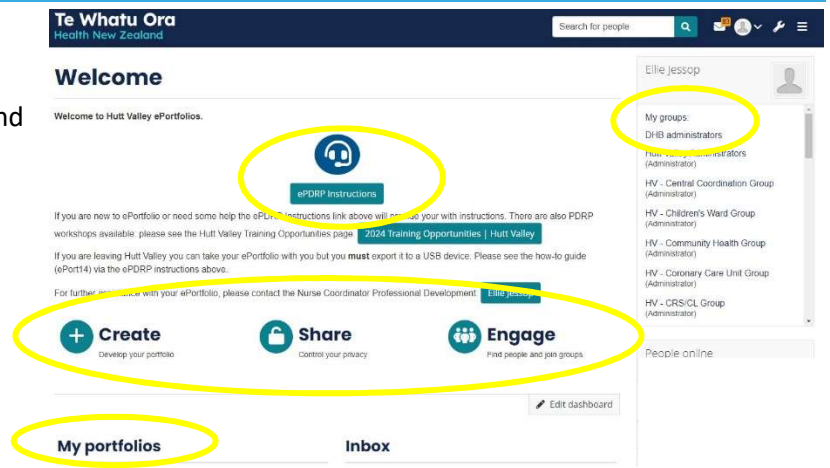 Te Whatu Ora
Health New Zealand
Search for people
Welcome
nd
Welcome to Hutt Valley ePortfolios.
ePDRP Instructions
If you are new to ePortfolio or need some help the ePDRP Instructions link above will provide your with instructions. There are also PDRP
workshops available: please see the Hutt Valley Training Opportunities page 2024 Training Opportunities | Hutt Valley
If you are leaving Hutt Valley you can take your ePortfolio with you but you must export it to a USB device. Please see the how-to guide
(ePort14) via the ePDRP instructions above.
For further assistance with your ePortfolio, please contact the Nurse Coordinator Professional Development Ellie Jessop
Create
Develop your portfolio
Share
Control your privacy
Engage
Find people and join groups
Edit dashboard
My portfolios
Inbox
Ellie Jessop
My groups:
DHB administrators
Hutt Valley Administrators
(Administrator)
HV - Central Coordination Group
(Administrator)
HV - Children's Ward Group
(Administrator)
HV - Community Health Group
(Administrator)
HV - Coronary Care Unit Group
(Administrator)
HV - CRS/CL Group
(Administrator)
People online